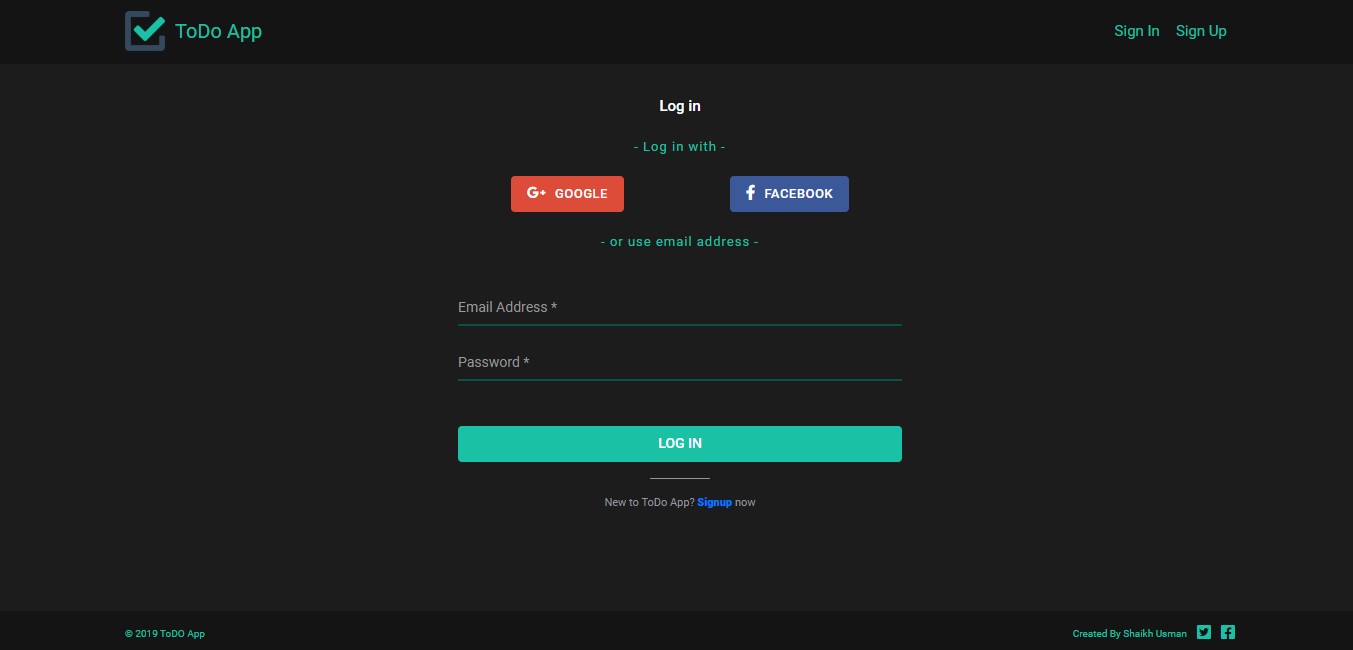 ToDo App
Sign In Sign Up
Log in
- Log in with -
G+ GOOGLE
FACEBOOK
- or use email address -
Email Address *
Password *
LOG IN
New to ToDo App? Signup now
© 2019 ToDO App
Created By Shaikh Usman